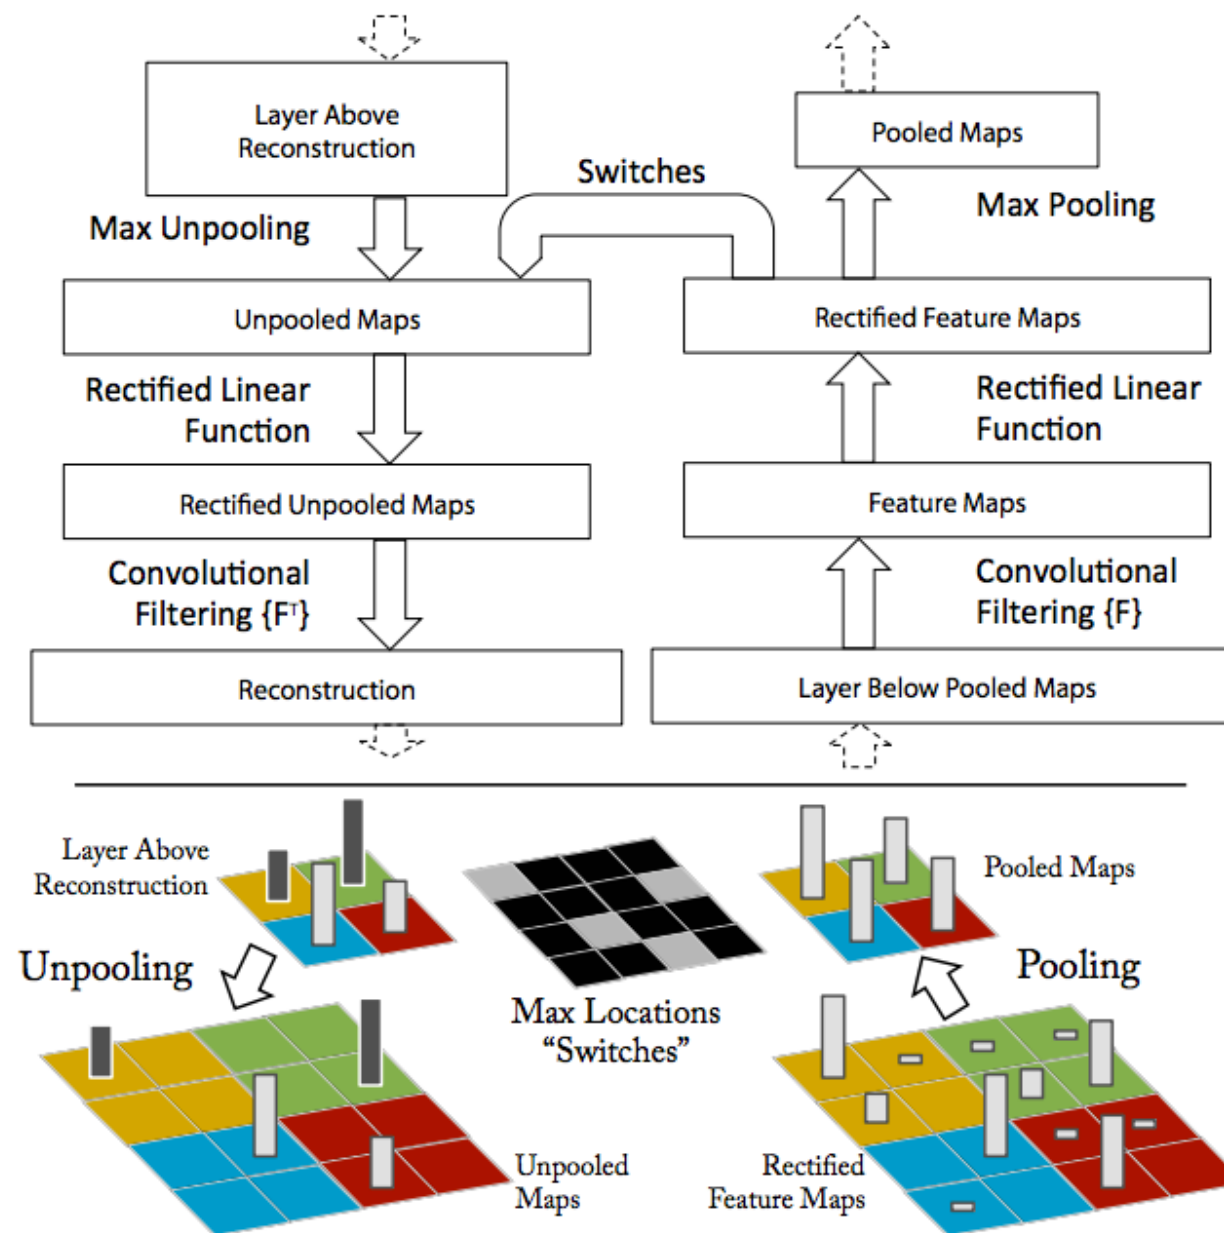 Layer Above
Reconstruction
Pooled Maps
Switches
Max Unpooling
Max Pooling
Unpooled Maps
Rectified Feature Maps
Rectified Linear
Function
Rectified Linear
Function
Rectified Unpooled Maps
Feature Maps
Convolutional
Filtering {Fᵀ}
Convolutional
Filtering {F}
Reconstruction
Layer Below Pooled Maps
Layer Above
Reconstruction
Pooled Maps
Unpooling
Pooling
Max Locations
“Switches”
Unpooled
Maps
Rectified
Feature Maps